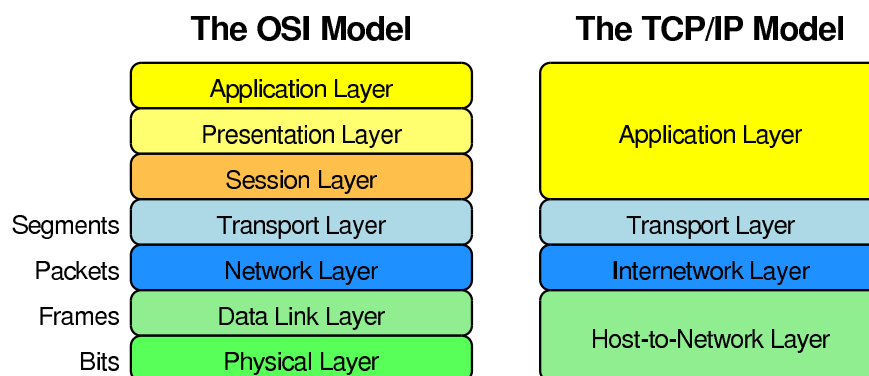 The OSI Model
Application Layer
Presentation Layer
Session Layer
Segments
Transport Layer
Packets
Network Layer
Frames
Data Link Layer
Bits
Physical Layer
The TCP/IP Model
Application Layer
Transport Layer
Internetwork Layer
Host-to-Network Layer